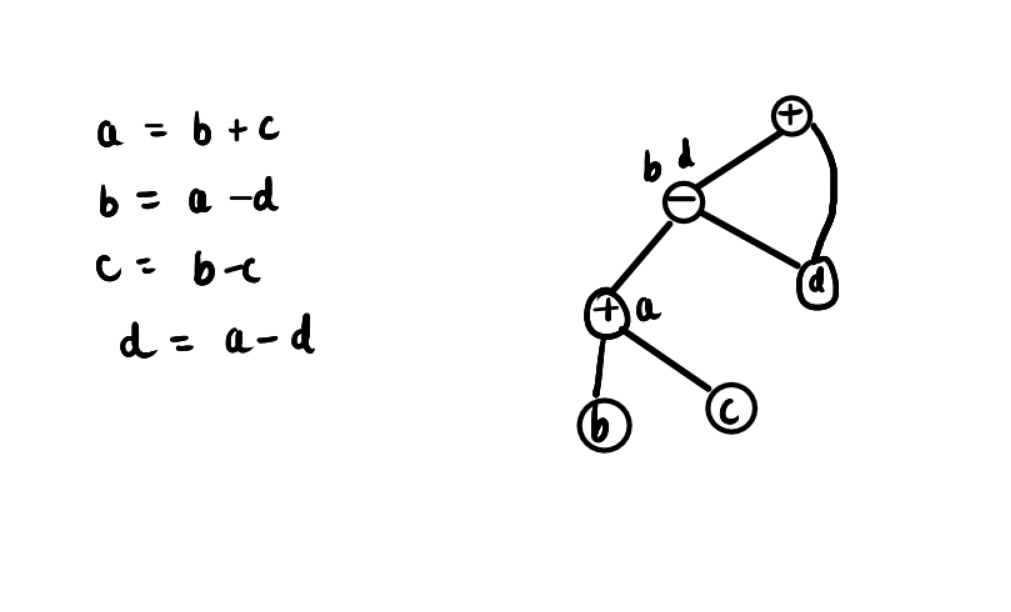 a = b + c
b = a - d
c = b - c
d = a - d
+
b d
-
d
+ a
b
c